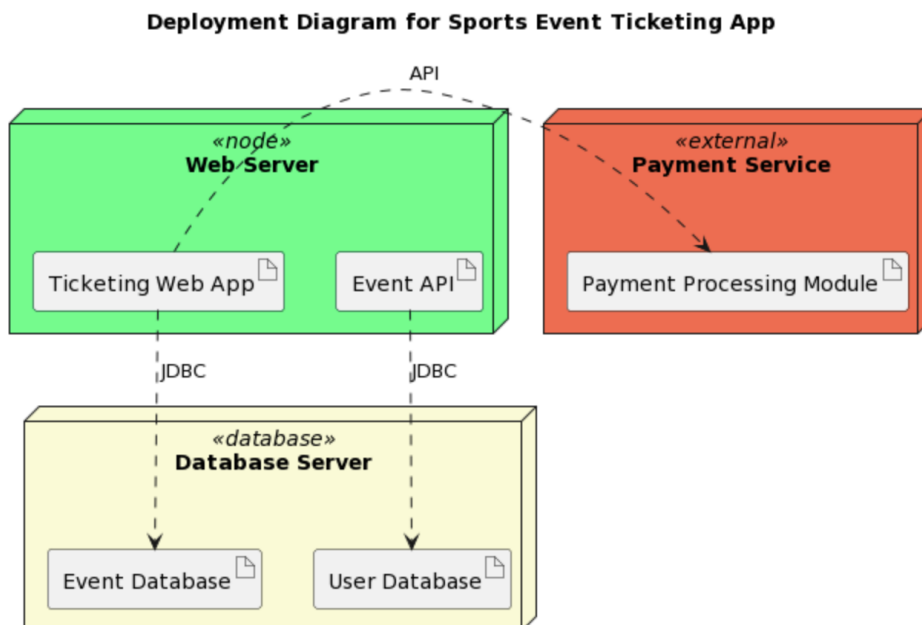 Deployment Diagram for Sports Event Ticketing App
API
«node»
Web Server
«external»
Payment Service
Ticketing Web App
Event API
Payment Processing Module
JDBC
JDBC
«database»
Database Server
Event Database
User Database